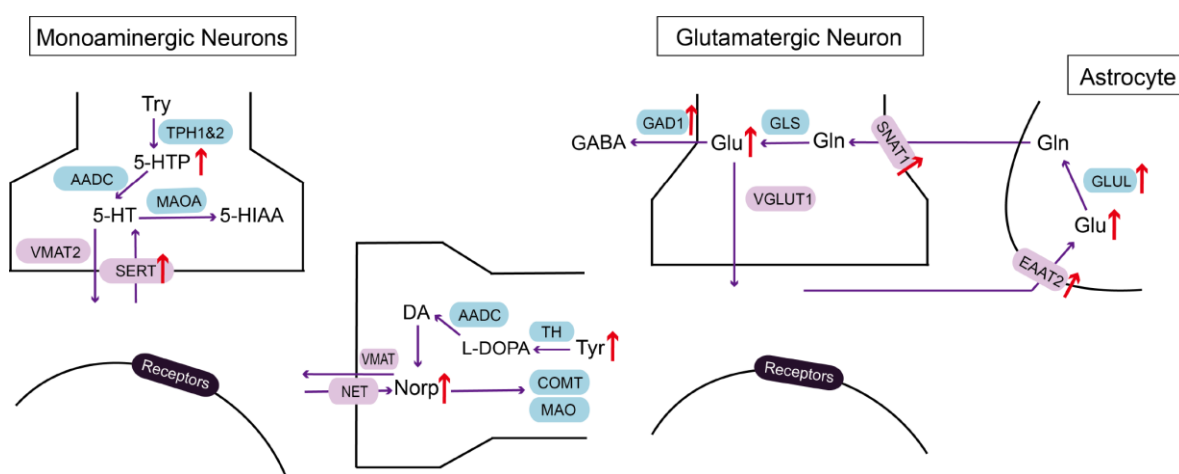 Monoaminergic Neurons
Try
TPH1&2
5-HTP
AADC
MAOA
5-HT
5-HIAA
VMAT2
SERT
Receptors
DA
AADC
TH
L-DOPA
Tyr
VMAT
NET
Norp
COMT
MAO
Glutamatergic Neuron
Astrocyte
GABA
GAD1
Glu
GLS
Gln
SNAT1
Gln
VGLUT1
GLUL
Glu
EAAT2
Receptors